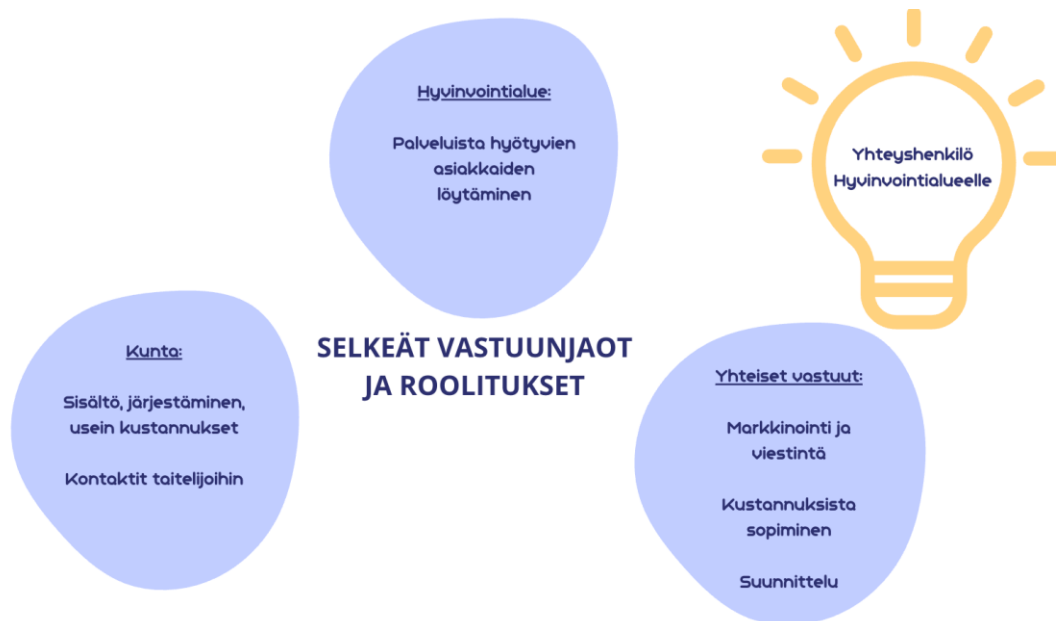 Hyvinvointialue:
Palveluista hyötyvien
asiakkaiden
löytäminen
Yhteyshenkilö
Hyvinvointialueelle
SELKEÄT VASTUUNJAOT
JA ROOLITUKSET
Kunta:
Sisältö, järjestäminen,
usein kustannukset
Kontaktit taitelijoihin
Yhteiset vastuut:
Markkinointi ja
viestintä
Kustannuksista
sopiminen
Suunnittelu